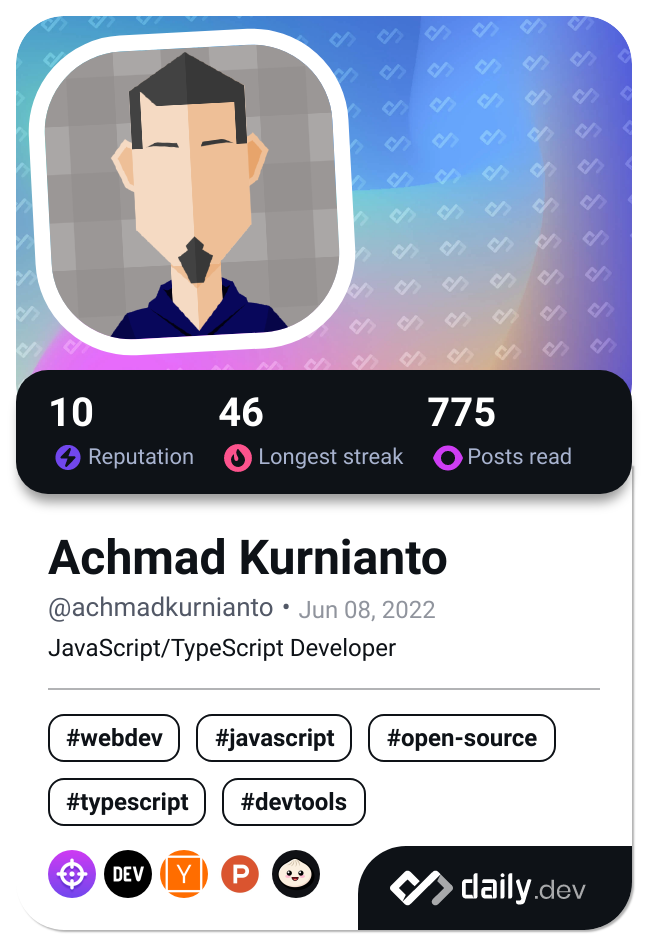 10 46 775
Reputation Longest streak Posts read
Achmad Kurnianto
@achmadkurnianto • Jun 08, 2022
JavaScript/TypeScript Developer
#webdev #javascript #open-source
#typescript #devtools
DEV Y P
daily.dev